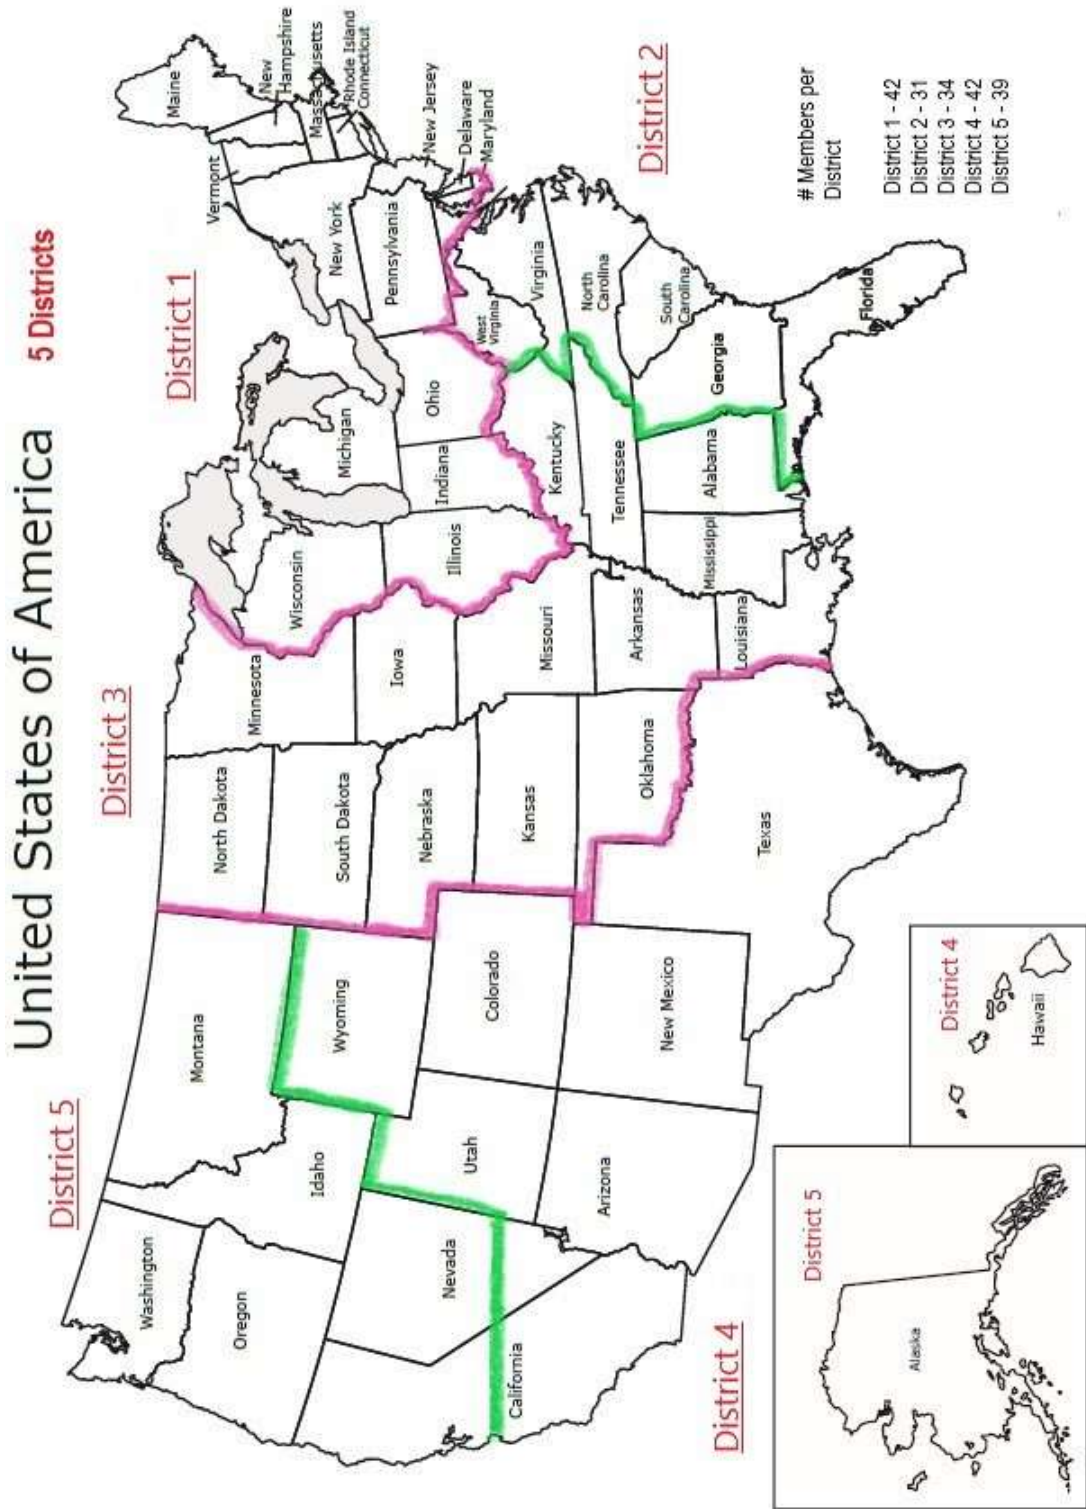 United States of America
5 Districts
District 5
District 3
District 1
Washington
Oregon
California
Nevada
Idaho
Montana
Wyoming
Utah
Arizona
Colorado
New Mexico
North Dakota
South Dakota
Nebraska
Kansas
Oklahoma
Texas
Minnesota
Iowa
Missouri
Arkansas
Louisiana
Wisconsin
Illinois
Michigan
Indiana
Ohio
Kentucky
Tennessee
Mississippi
Alabama
Georgia
Florida
South
Carolina
North
Carolina
Virginia
West
Virginia
Pennsylvania
New York
Vermont
Maine
New
Hampshire
Massachusetts
Rhode Island
Connecticut
New Jersey
Delaware
Maryland
District 2
District 4
District 5
Alaska
District 4
Hawaii
# Members per
District
District 1 - 42
District 2 - 31
District 3 - 34
District 4 - 42
District 5 - 39